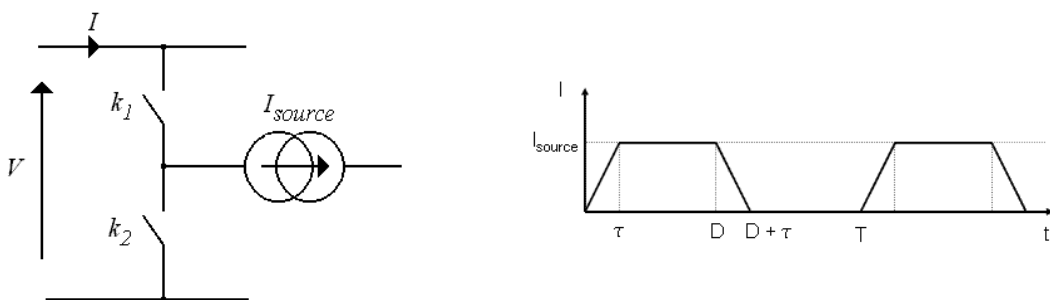 I
k1
Isource
V
k2
I
Isource
τ D D + τ T t